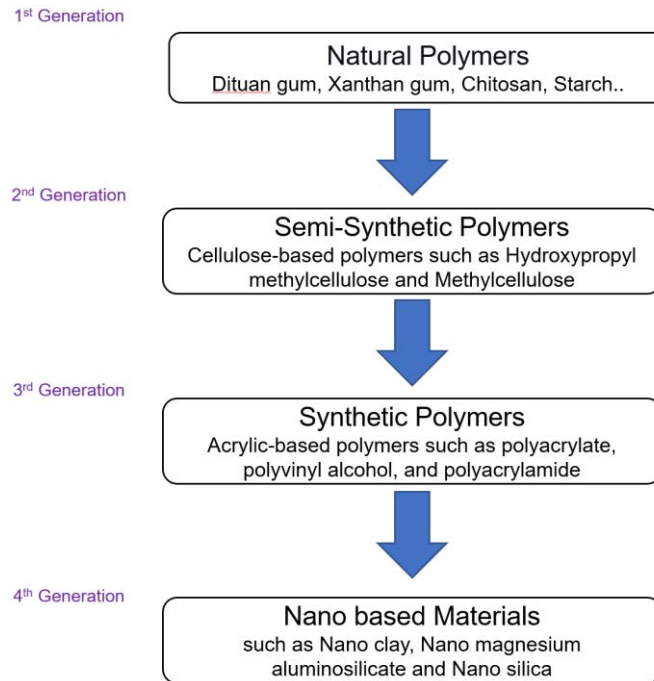 1st Generation
Natural Polymers
Dituan gum, Xanthan gum, Chitosan, Starch..
2nd Generation
Semi-Synthetic Polymers
Cellulose-based polymers such as Hydroxypropyl
methylcellulose and Methylcellulose
3rd Generation
Synthetic Polymers
Acrylic-based polymers such as polyacrylate,
polyvinyl alcohol, and polyacrylamide
4th Generation
Nano based Materials
such as Nano clay, Nano magnesium
aluminosilicate and Nano silica